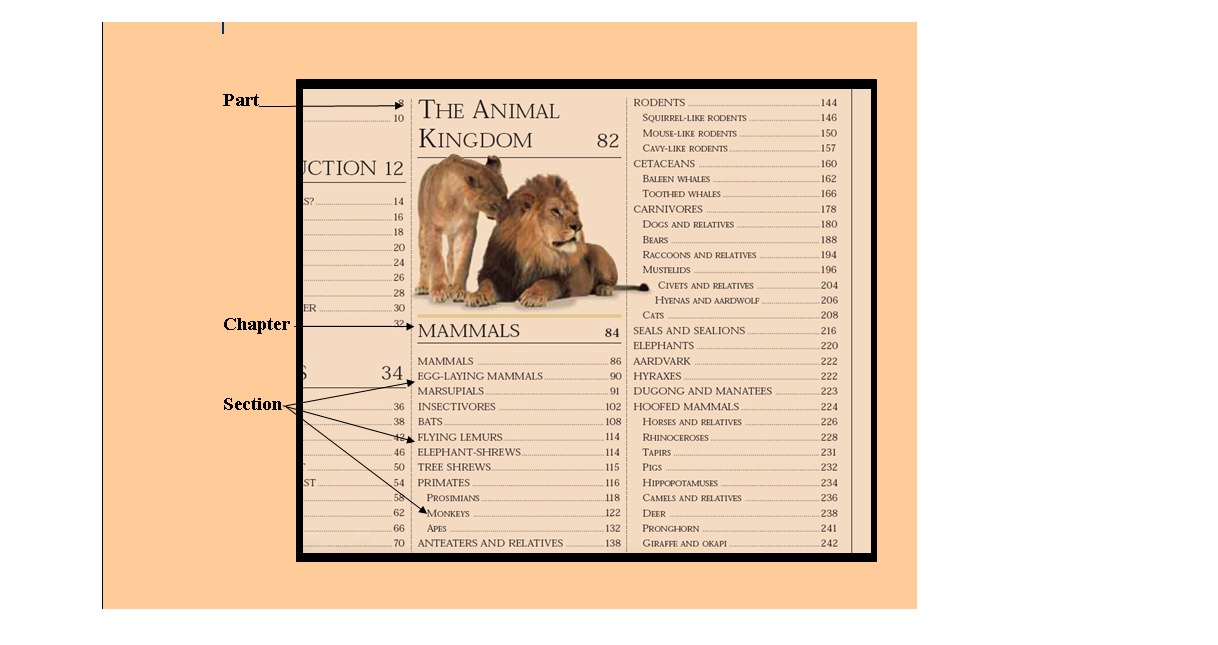 Part
Chapter
Section
8
10
UCTION 12
S? 14
16
18
20
24
26
28
ER 30
32
S 34
36
38
42
46
50
ST 54
58
62
66
70
THE ANIMAL
KINGDOM 82
MAMMALS 84
MAMMALS 86
EGG-LAYING MAMMALS 90
MARSUPIALS 91
INSECTIVORES 102
BATS 108
FLYING LEMURS 114
ELEPHANT-SHREWS 114
TREE SHREWS 115
PRIMATES 116
PROSIMIANS 118
MONKEYS 122
APES 132
ANTEATERS AND RELATIVES 138
RODENTS 144
SQUIRREL-LIKE RODENTS 146
MOUSE-LIKE RODENTS 150
CAVY-LIKE RODENTS 157
CETACEANS 160
BALEEN WHALES 162
TOOTHED WHALES 166
CARNIVORES 178
DOGS AND RELATIVES 180
BEARS 188
RACCOONS AND RELATIVES 194
MUSTELIDS 196
CIVETS AND RELATIVES 204
HYENAS AND AARDWOLF 206
CATS 208
SEALS AND SEALIONS 216
ELEPHANTS 220
AARDVARK 222
HYRAXES 222
DUGONG AND MANATEES 223
HOOFED MAMMALS 224
HORSES AND RELATIVES 226
RHINOCEROSES 228
TAPIRS 231
PIGS 232
HIPPOPOTAMUSES 234
CAMELS AND RELATIVES 236
DEER 238
PRONGHORN 241
GIRAFFE AND OKAPI 242